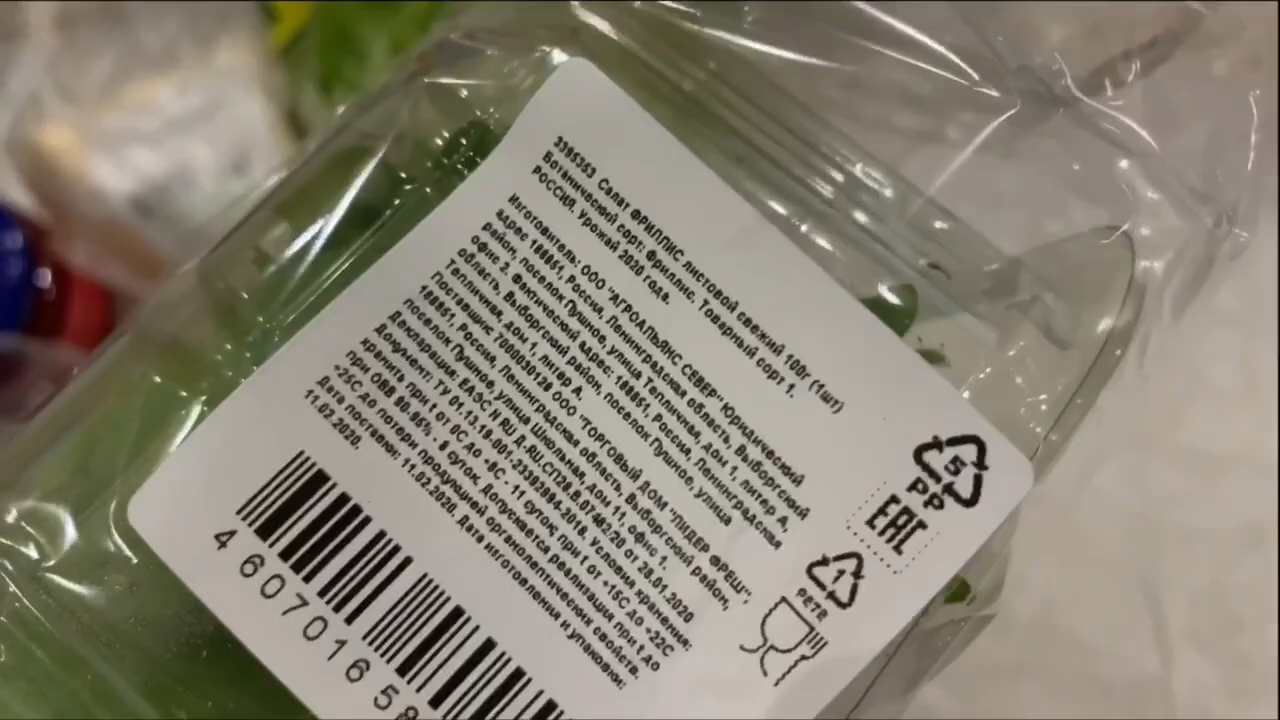 3395353 Салат ФРИЛЛИС листовой свежий 100г (1шт)
Ботанический сорт: Фриллис. Товарный сорт 1.
РОССИЯ. Урожай 2020 года.
Изготовитель: ООО "АГРОАЛЬЯНС СЕВЕР" Юридический
адрес 188851, Россия, Ленинградская область, Выборгский
район, поселок Пушное, улица Тепличная, дом 1, литер А,
офис 2. Фактический адрес: 188851, Россия, Ленинградская
область, Выборгский район, поселок Пушное, улица
Тепличная, дом 1, литер А.
Поставщик: 7000030128 ООО "ТОРГОВЫЙ ДОМ "ЛИДЕР ФРЕШ",
188851, Россия, Ленинградская область, Выборгский район,
поселок Пушное, улица Школьная, дом 11, офис 1.
Декларация: ЕАЭС N RU Д-RU.СП28.В.07462/20 от 28.01.2020
Документ: ТУ 01.13.19-001-23392994-2018. Условия хранения:
хранить при t от 0С до +8С - 11 суток, при t от +15С до +22С
при ОВВ 80-85% - 8 суток. Допускается реализация при t до
+25С до потери продукцией органолептических свойств.
Дата поставки: 11.02.2020. Дата изготовления и упаковки:
11.02.2020.
5
PP
EAC
1
PETE
4 607016 58